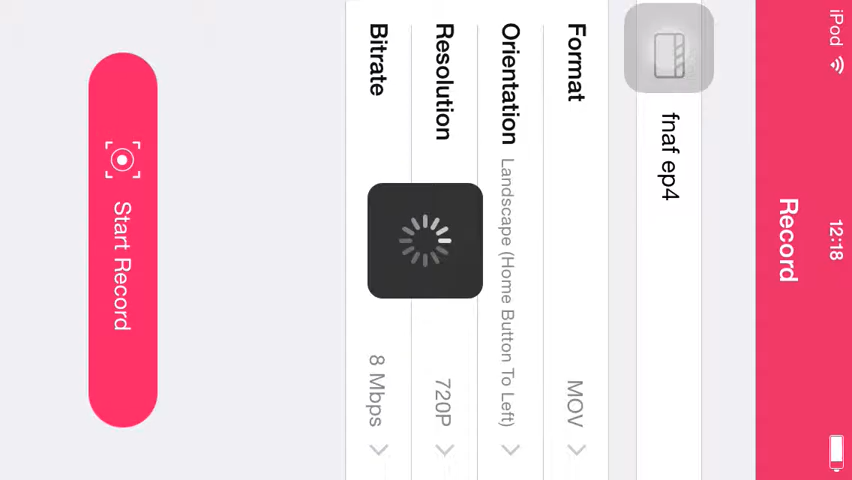 iPod 12:18
Record
fnaf ep4
Format MOV
Orientation Landscape (Home Button To Left)
Resolution 720P
Bitrate 8 Mbps
Start Record